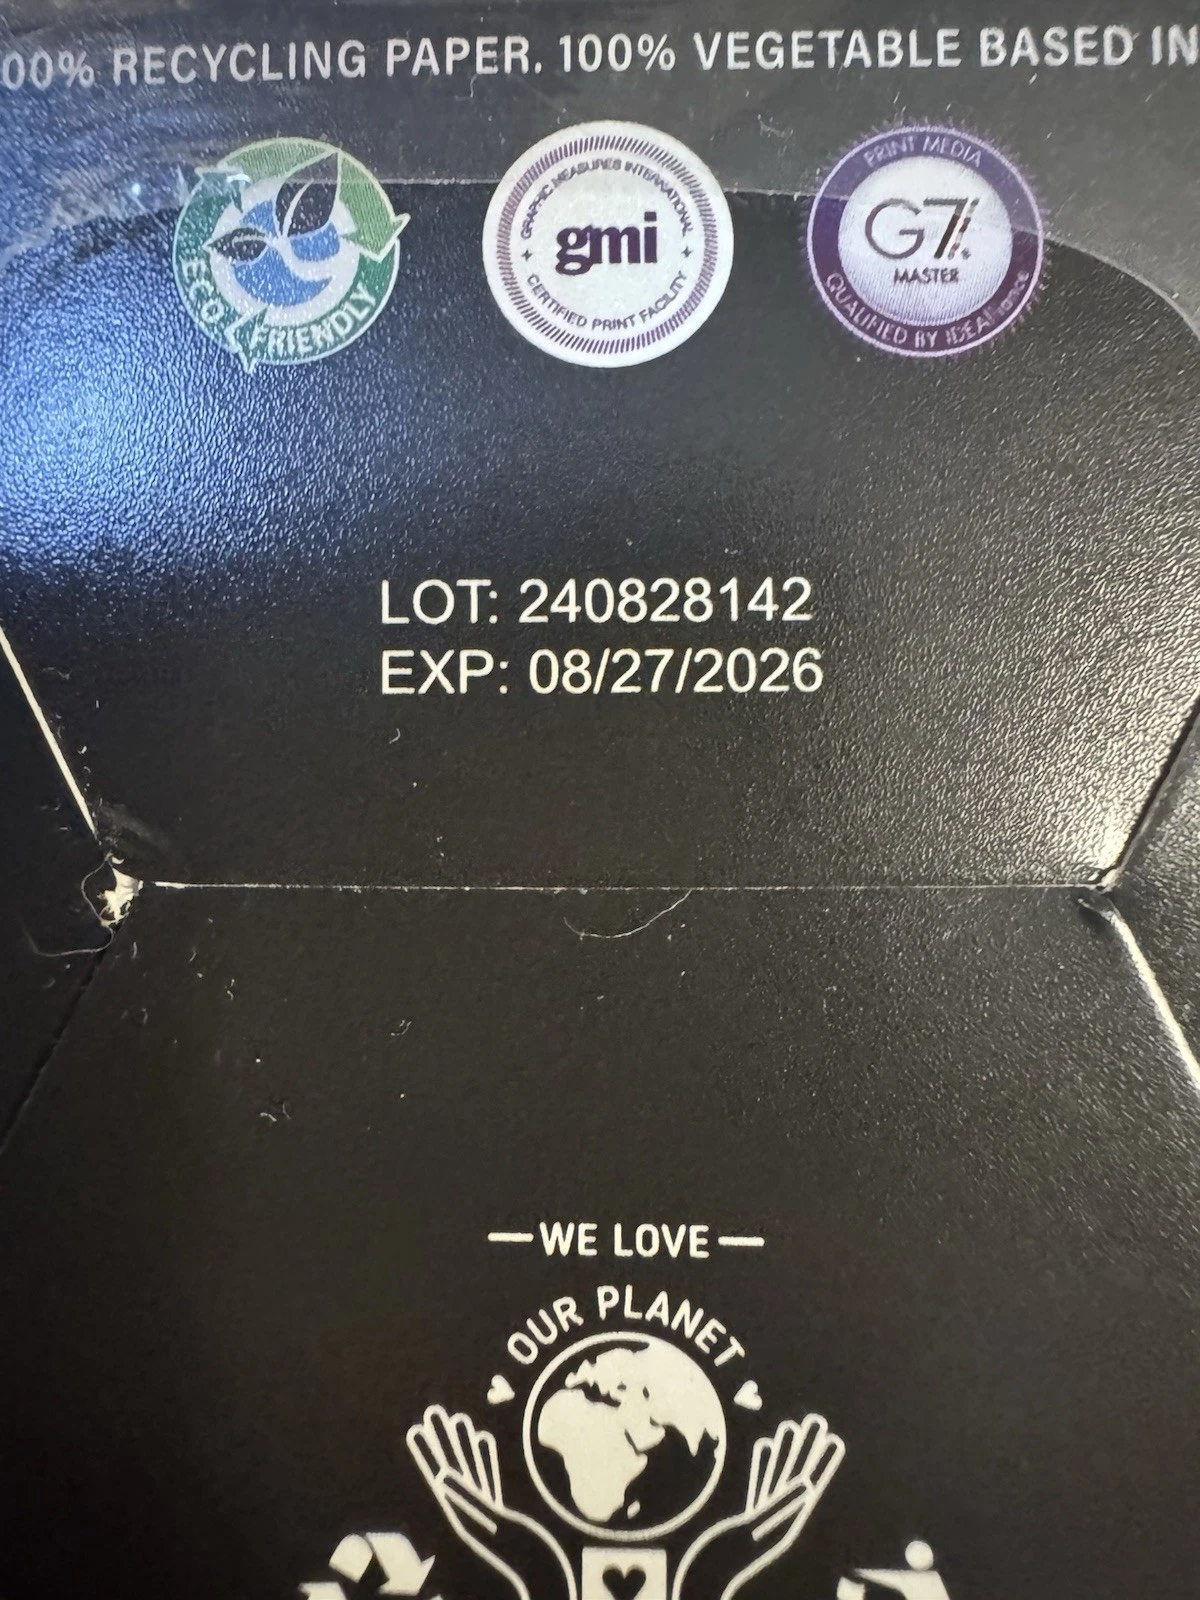 00% RECYCLING PAPER. 100% VEGETABLE BASED IN
ECO FRIENDLY
GRAPHIC MEASURES INTERNATIONAL
gmi
CERTIFIED PRINT FACILITY
PRINT MEDIA
G7
MASTER
QUALIFIED BY IDEAlliance
LOT: 240828142
EXP: 08/27/2026
WE LOVE
OUR PLANET